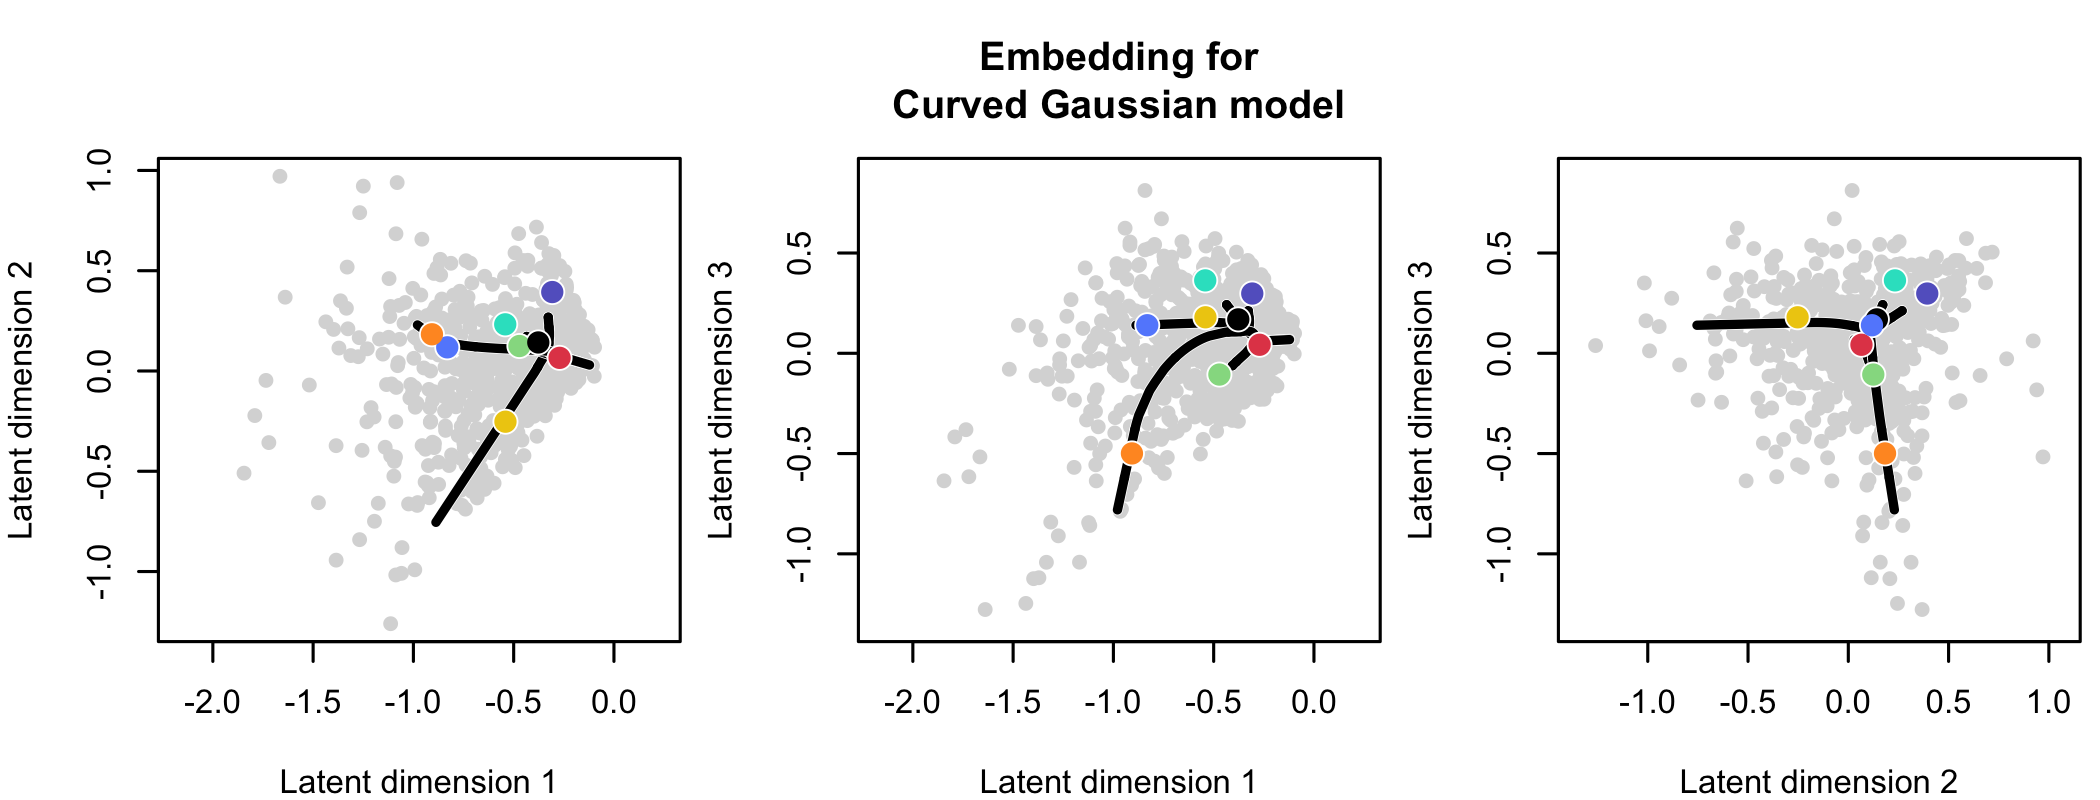 Embedding for
Curved Gaussian model
Latent dimension 2
1.0
0.5
0.0
-0.5
-1.0
-2.0 -1.5 -1.0 -0.5 0.0
Latent dimension 1
Latent dimension 3
0.5
0.0
-0.5
-1.0
-2.0 -1.5 -1.0 -0.5 0.0
Latent dimension 1
Latent dimension 3
0.5
0.0
-0.5
-1.0
-1.0 -0.5 0.0 0.5 1.0
Latent dimension 2